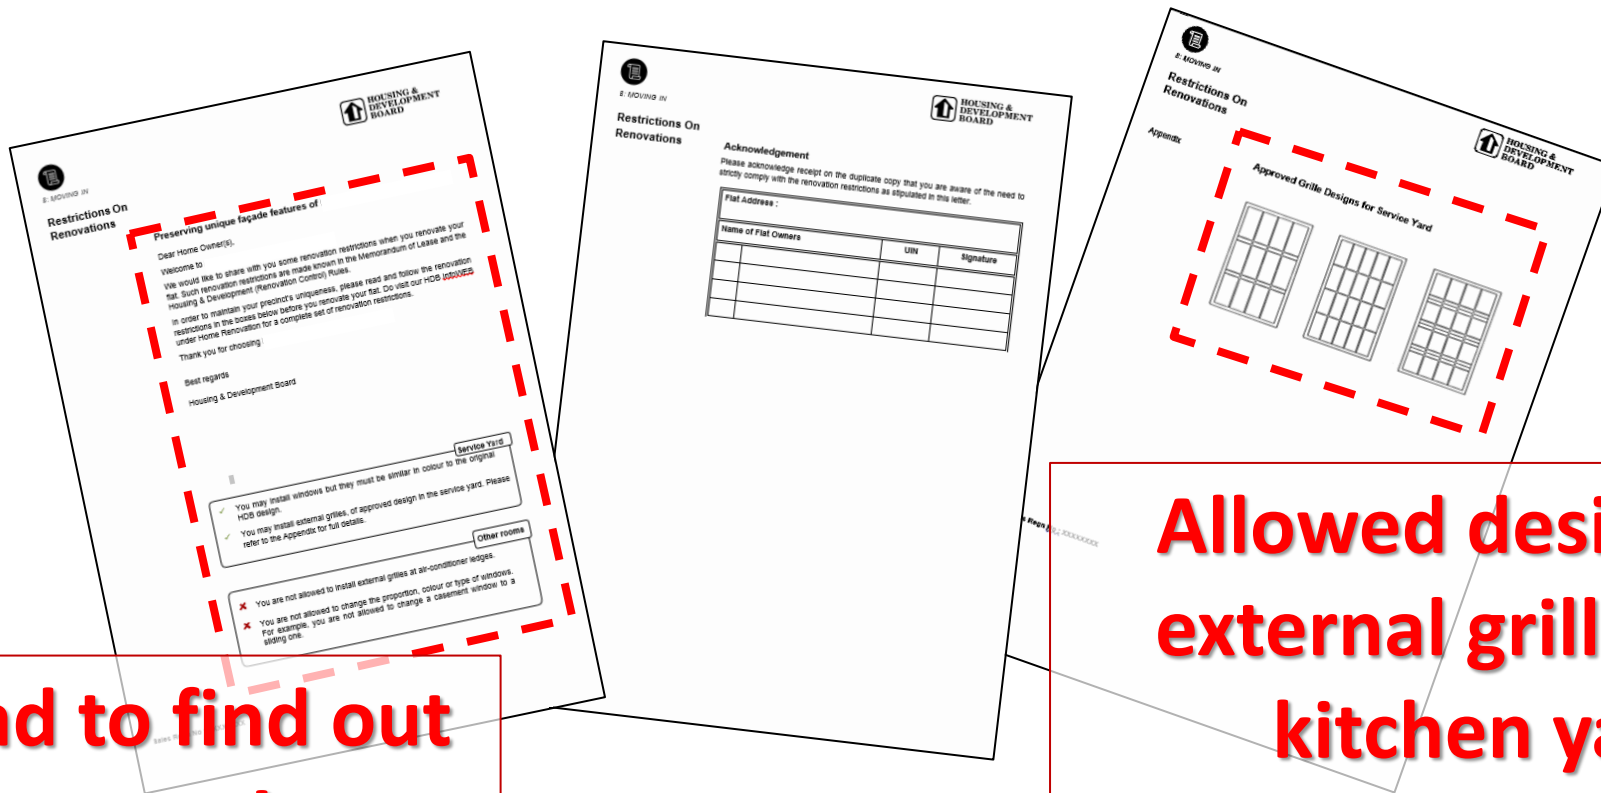 HOUSING &
DEVELOPMENT
BOARD
E: MOVING IN
Restrictions On
Renovations
Preserving unique façade features of
Dear Home Owner(s),
Welcome to
We would like to share with you some renovation restrictions when you renovate your
flat. Such renovation restrictions are made known in the Memorandum of Lease and the
Housing & Development (Renovation Control) Rules.
In order to maintain your precinct's uniqueness, please read and follow the renovation
restrictions in the boxes below before you renovate your flat. Do visit our HDB InfoWEB
under Home Renovation for a complete set of renovation restrictions.
Thank you for choosing
Best regards
Housing & Development Board
Service Yard
✓ You may install windows but they must be similar in colour to the original
HDB design.
✓ You may install external grilles, of approved design in the service yard. Please
refer to the Appendix for full details.
Other rooms
✘ You are not allowed to install external grilles at air-conditioner ledges.
✘ You are not allowed to change the proportion, colour or type of windows.
For example, you are not allowed to change a casement window to a
sliding one.
to find out
E: MOVING IN
Restrictions On
Renovations
HOUSING &
DEVELOPMENT
BOARD
Acknowledgement
Please acknowledge receipt on the duplicate copy that you are aware of the need to
strictly comply with the renovation restrictions as stipulated in this letter.
Flat Address :
Name of Flat Owners UIN Signature
E: MOVING IN
Restrictions On
Renovations
HOUSING &
DEVELOPMENT
BOARD
Appendix
Approved Grille Designs for Service Yard
s Regn No.: XXXXXXXX
Allowed desi
external grill
kitchen ya